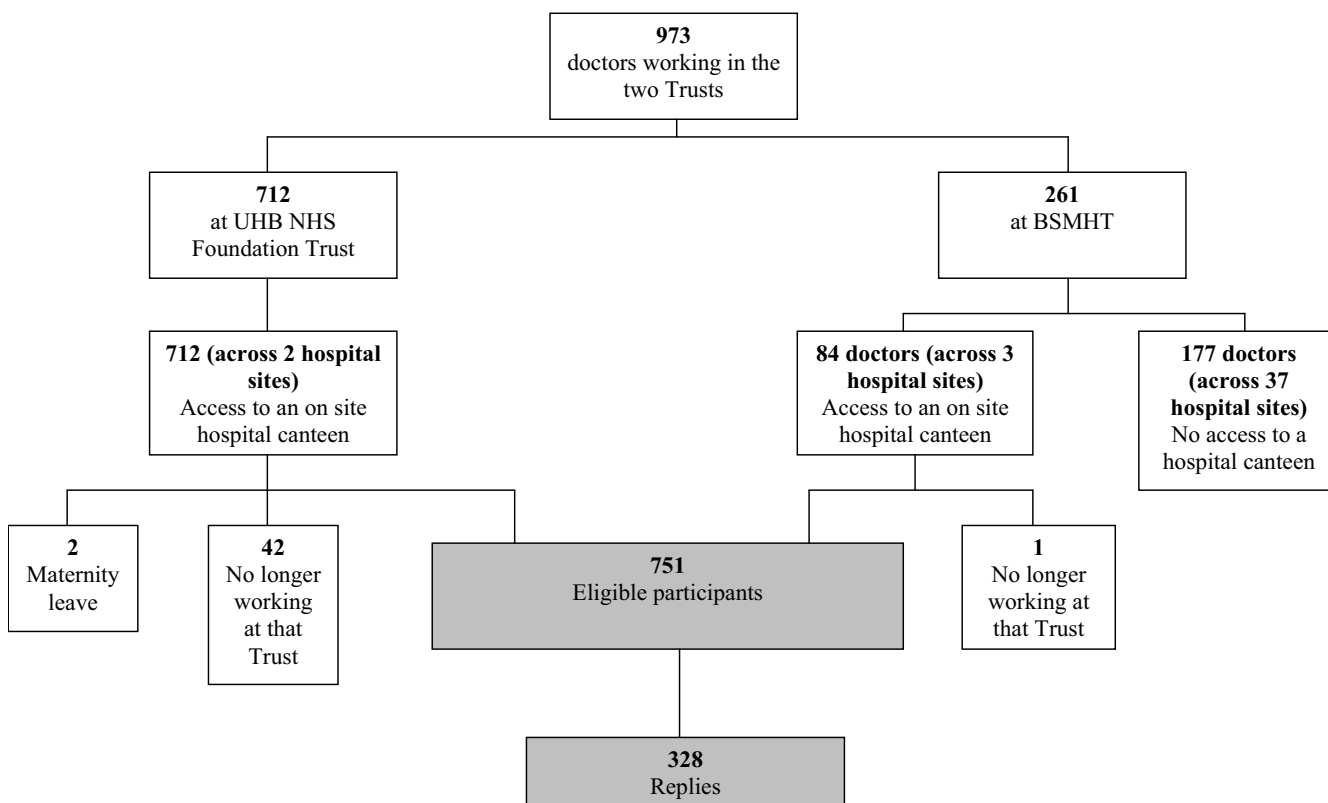 973
doctors working in the
two Trusts
712
at UHB NHS
Foundation Trust
261
at BSMHT
712 (across 2 hospital
sites)
Access to an on site
hospital canteen
84 doctors (across 3
hospital sites)
Access to an on site
hospital canteen
177 doctors
(across 37
hospital sites)
No access to a
hospital canteen
2
Maternity
leave
42
No longer
working
at that
Trust
751
Eligible participants
1
No longer
working at
that Trust
328
Replies